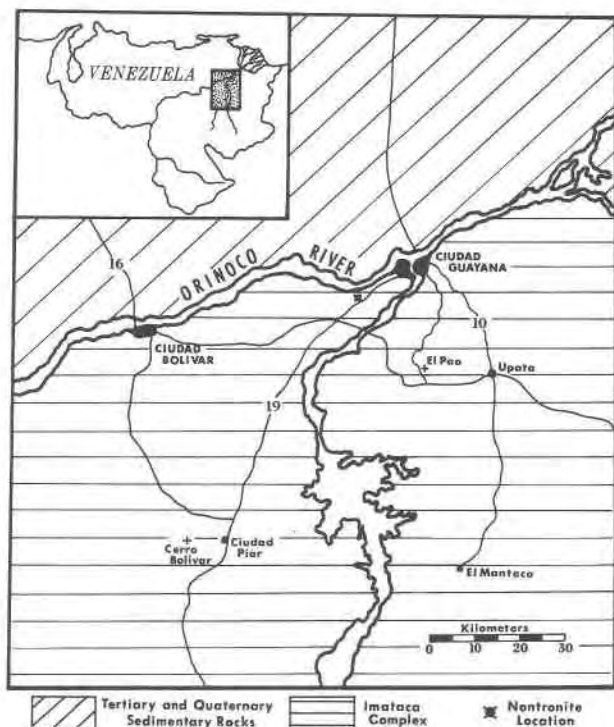 VENEZUELA
16
ORINOCO RIVER
CIUDAD
GUAYANA
CIUDAD
BOLIVAR
10
El Pao
Upata
19
Cerro
Bolivar
Ciudad
Piar
El Manteco
Kilometers
0 10 20 30
Tertiary and Quaternary
Sedimentary Rocks
Imataca
Complex
Nontronite
Location